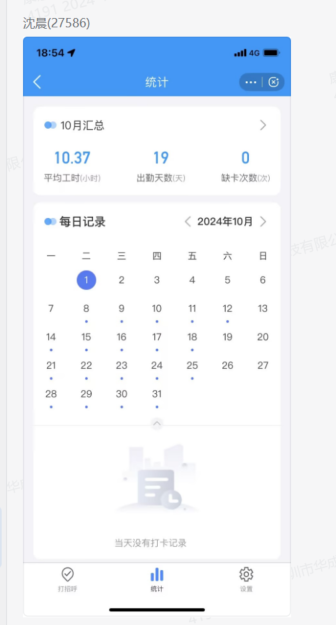 沈晨(27586)
18:54
4G
统计
10月汇总
10.37 19 0
平均工时(小时) 出勤天数(天) 缺卡次数(次)
每日记录 2024年10月
一 二 三 四 五 六 日
1 2 3 4 5 6
7 8 9 10 11 12 13
14 15 16 17 18 19 20
21 22 23 24 25 26 27
28 29 30 31
当天没有打卡记录
统计 设置